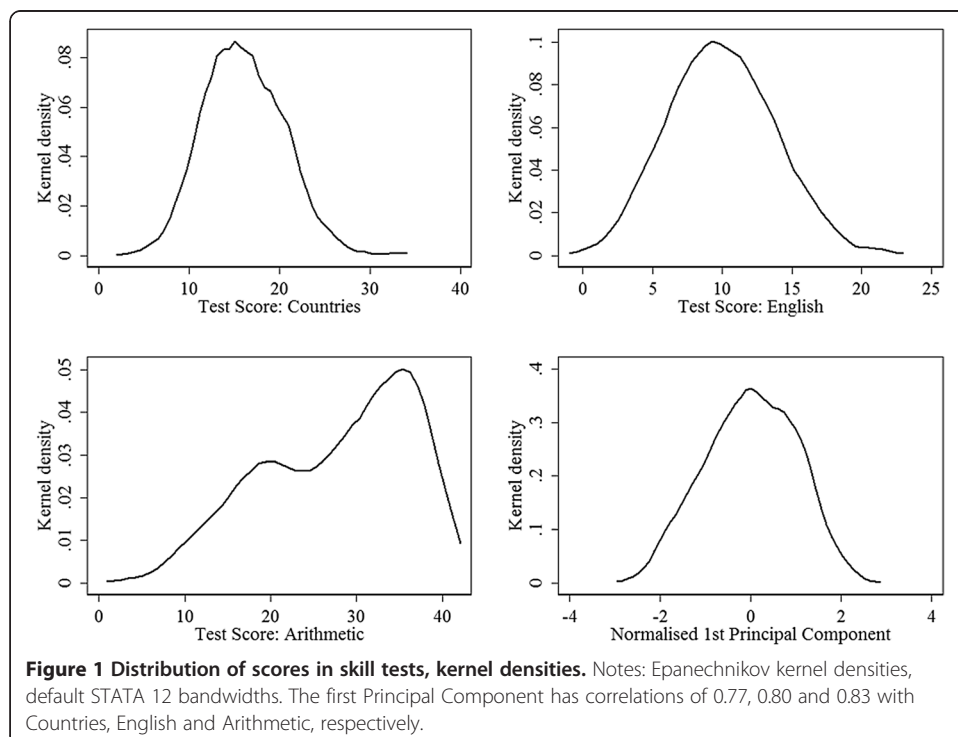 Kernel density
0 .02 .04 .06 .08
0 10 20 30 40
Test Score: Countries
Kernel density
0 .02 .04 .06 .08 .1
0 5 10 15 20 25
Test Score: English
Kernel density
0 .01 .02 .03 .04 .05
0 10 20 30 40
Test Score: Arithmetic
Kernel density
0 .1 .2 .3 .4
-4 -2 0 2 4
Normalised 1st Principal Component
Figure 1 Distribution of scores in skill tests, kernel densities. Notes: Epanechnikov kernel densities,
default STATA 12 bandwidths. The first Principal Component has correlations of 0.77, 0.80 and 0.83 with
Countries, English and Arithmetic, respectively.